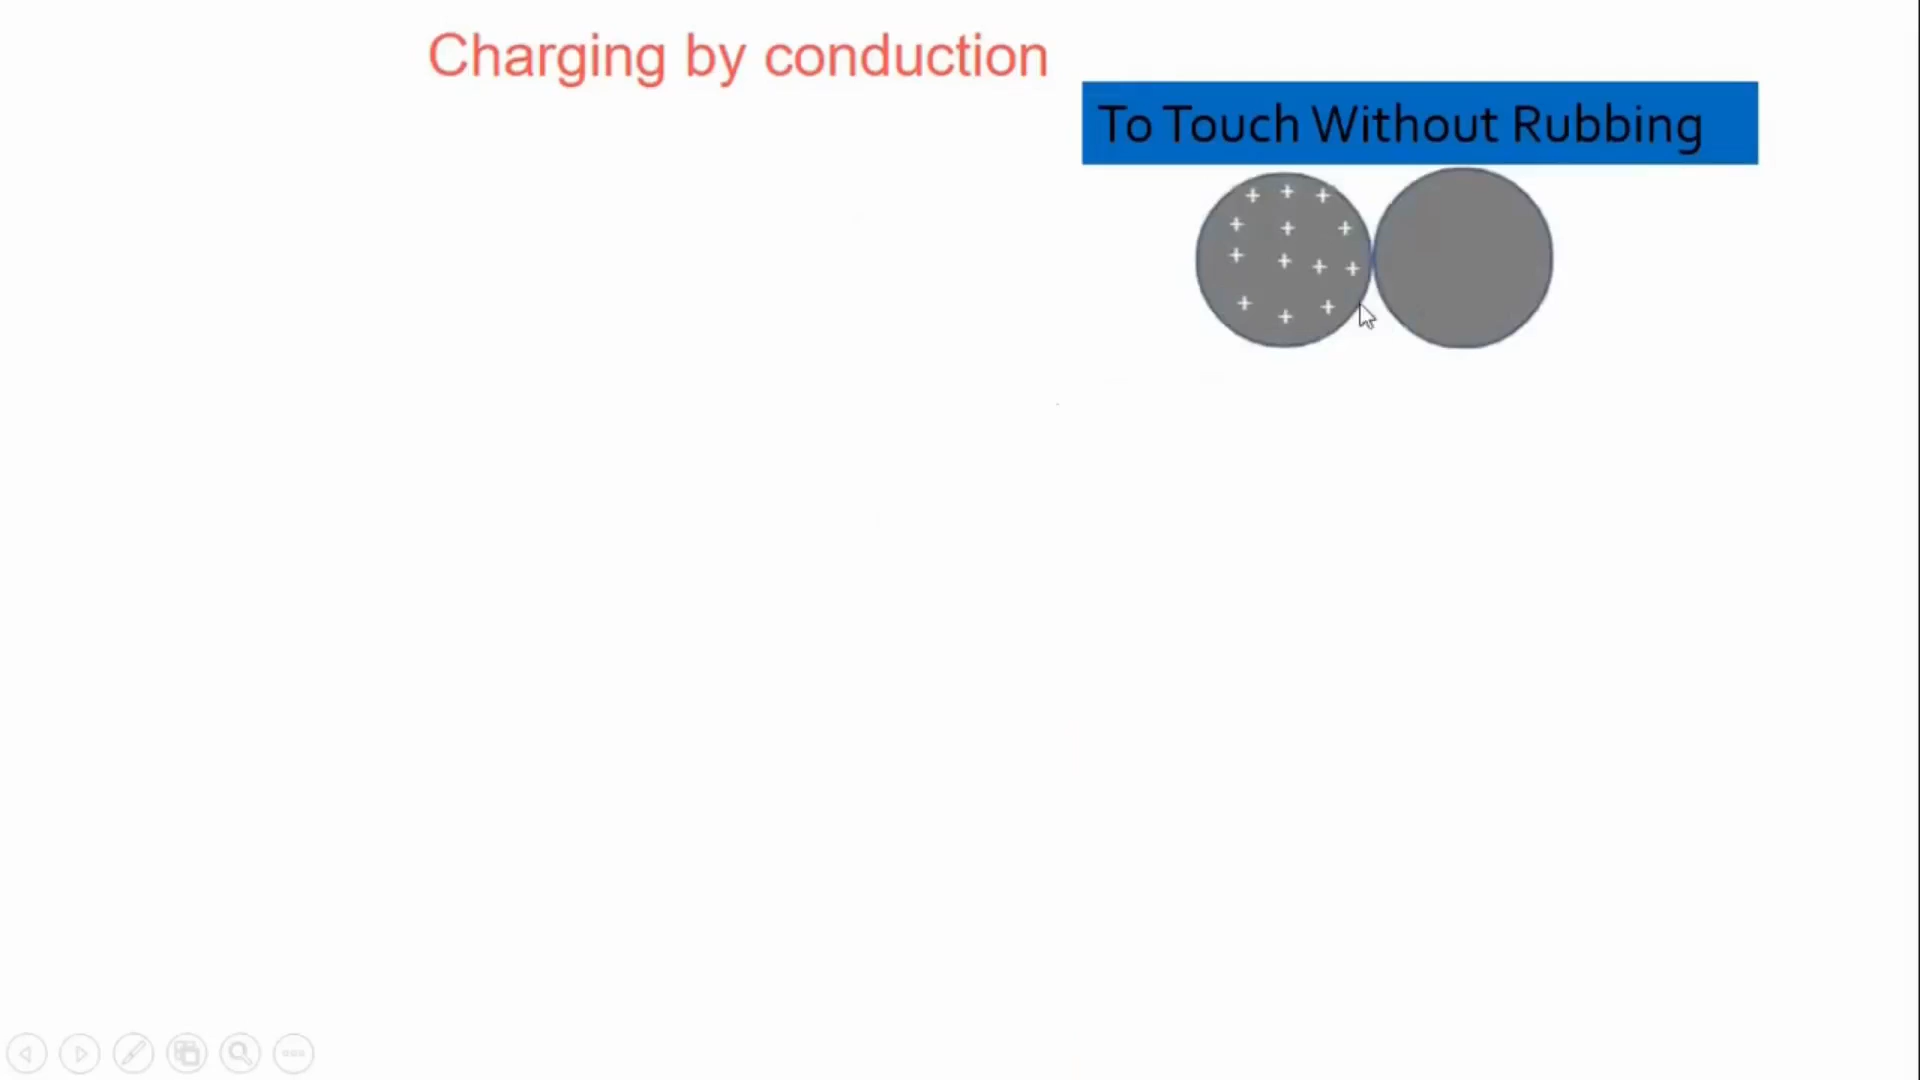 Charging by conduction
To Touch Without Rubbing
+ + +
+ + +
+ + + +
+ + +